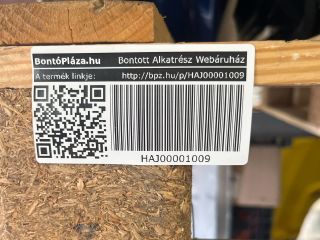 BontóPláza.hu Bontott Alkatrész Webáruház
A termék linkje: http://bpz.hu/p/HAJ00001009
HAJ00001009